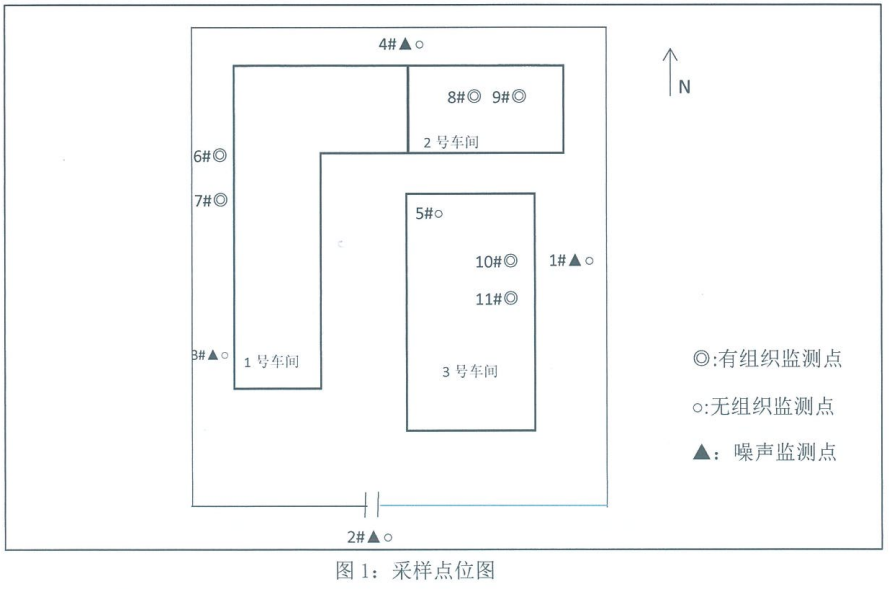 4#▲○
N
8#◎ 9#◎
2 号车间
6#◎
7#◎
5#○
10#◎
1#▲○
11#◎
3#▲○
1 号车间
3 号车间
◎:有组织监测点
○:无组织监测点
▲：噪声监测点
2#▲○
图 1：采样点位图